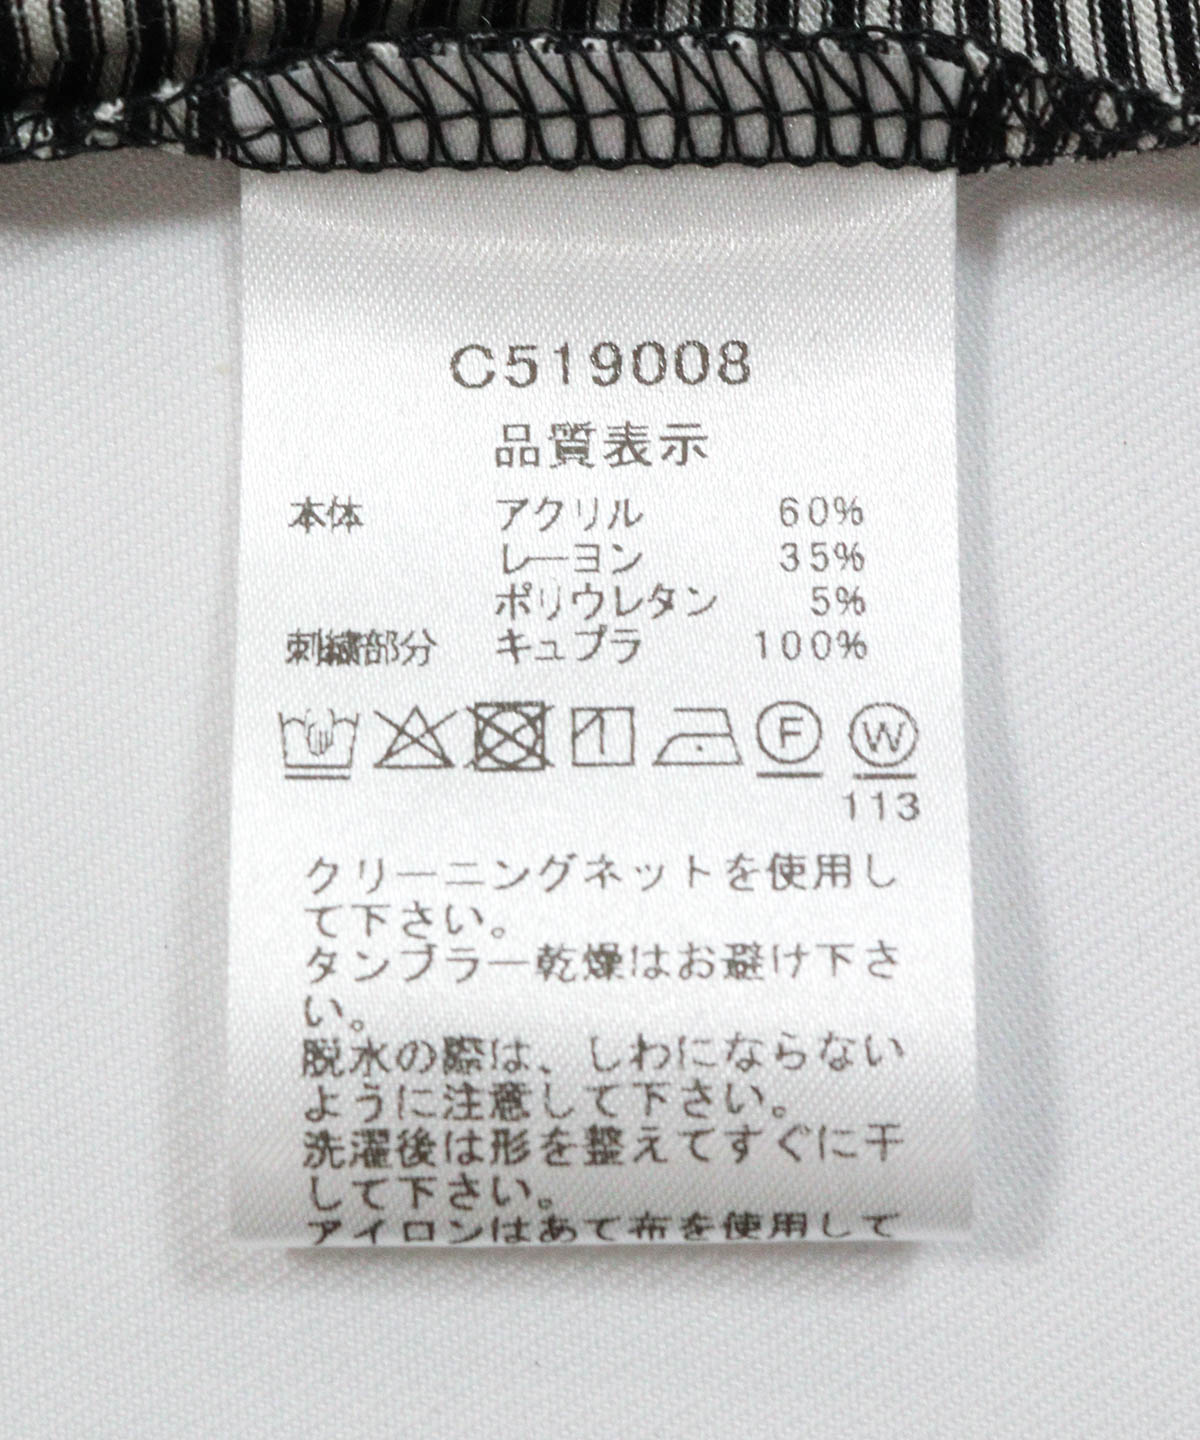 C519008
品質表示
本体 アクリル 60%
レーヨン 35%
ポリウレタン 5%
刺繍部分 キュプラ 100%
F W
113
クリーニングネットを使用し
て下さい。
タンブラー乾燥はお避け下さ
い。
脱水の際は、しわにならない
ように注意して下さい。
洗濯後は形を整えてすぐに干
して下さい。
アイロンはあて布を使用して